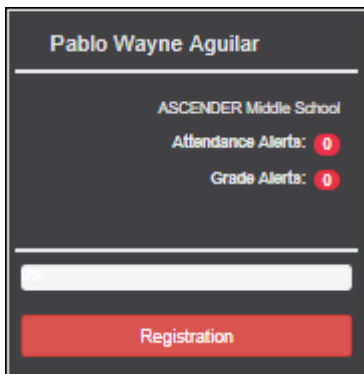 Pablo Wayne Aguilar
ASCENDER Middle School
Attendance Alerts: 0
Grade Alerts: 0
Registration